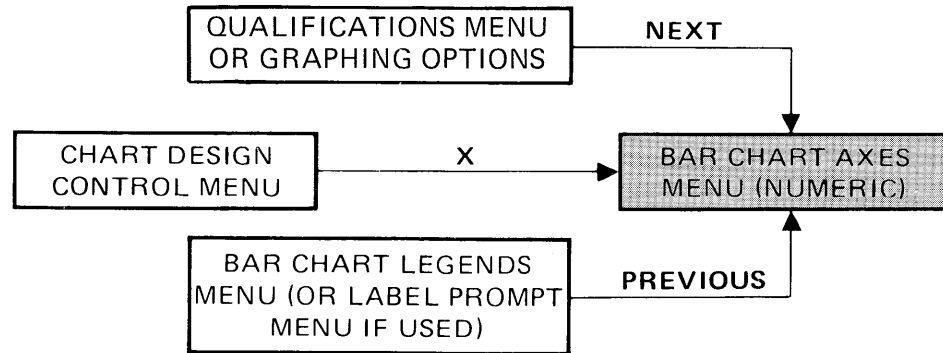 QUALIFICATIONS MENU
OR GRAPHING OPTIONS
NEXT
CHART DESIGN
CONTROL MENU
X
BAR CHART AXES
MENU (NUMERIC)
BAR CHART LEGENDS
MENU (OR LABEL PROMPT
MENU IF USED)
PREVIOUS